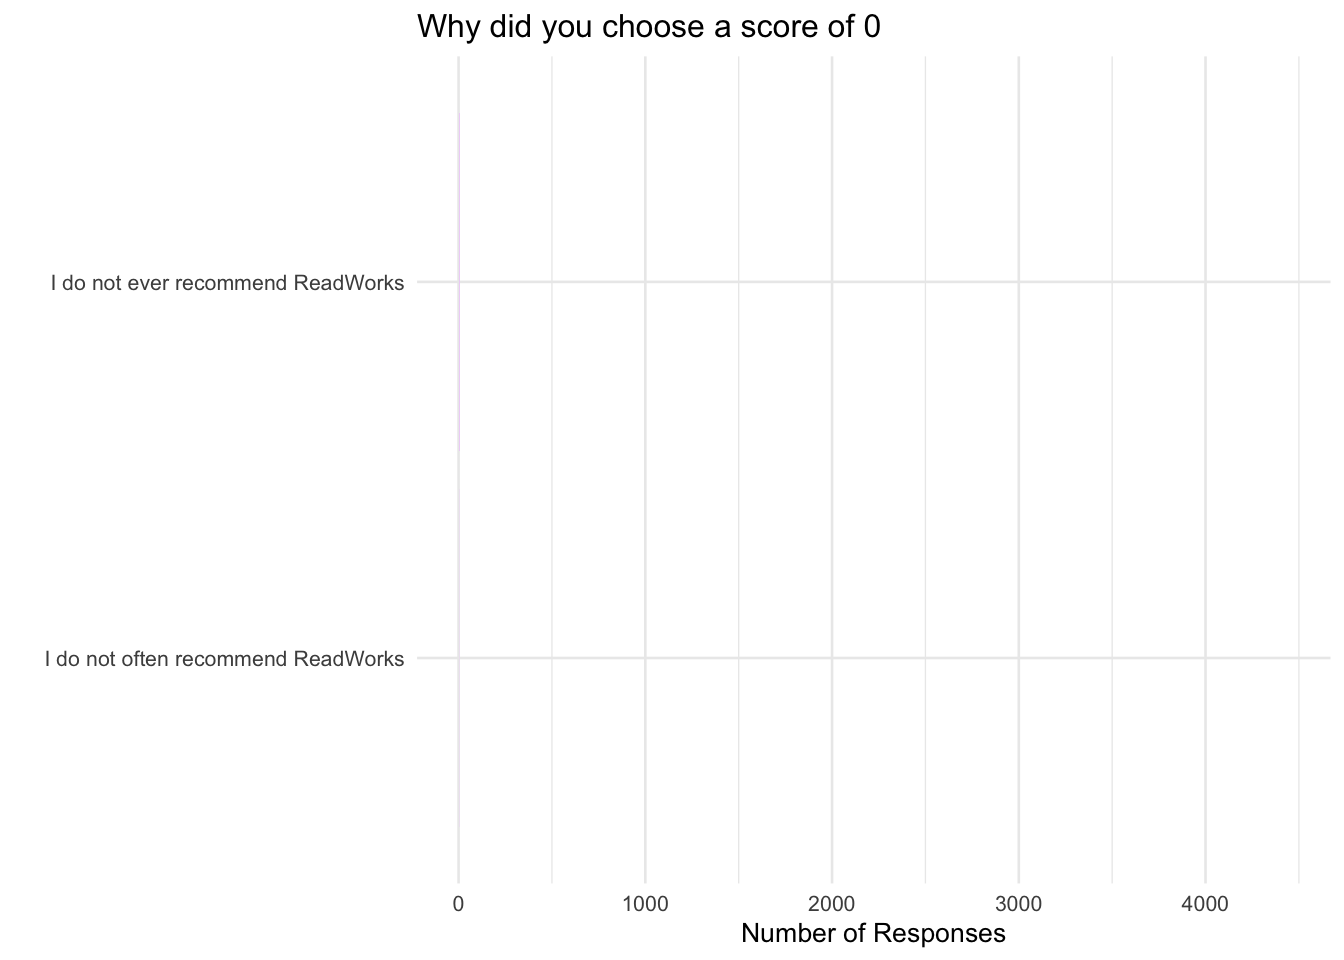 Why did you choose a score of 0
I do not ever recommend ReadWorks
I do not often recommend ReadWorks
0 1000 2000 3000 4000
Number of Responses